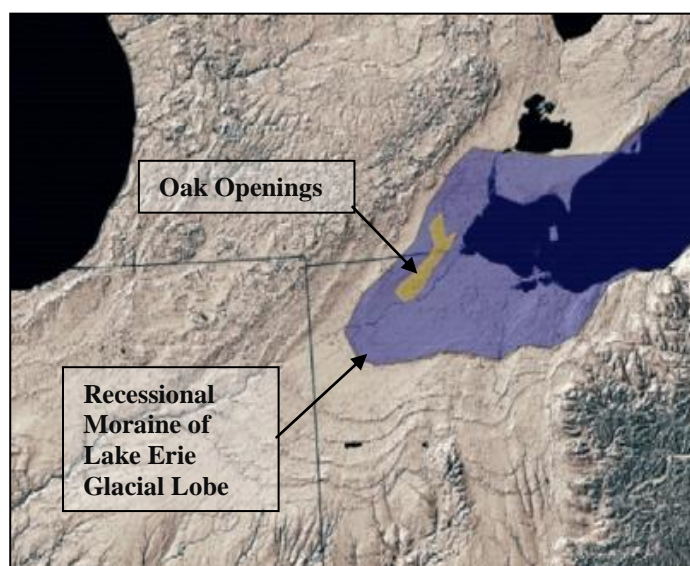 Oak Openings
Recessional
Moraine of
Lake Erie
Glacial Lobe